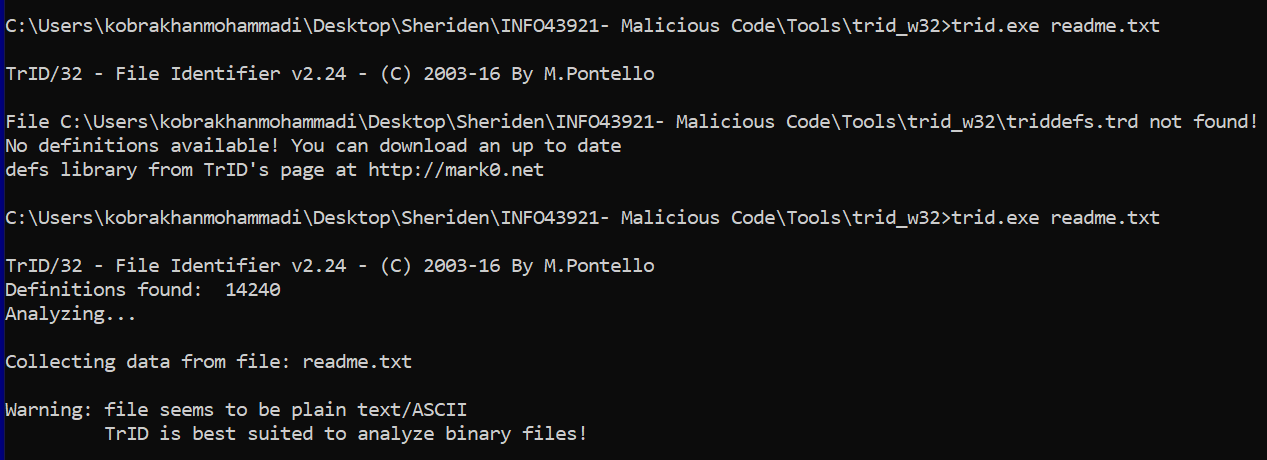 C:\Users\kobrakhanmohammadi\Desktop\Sheriden\INFO43921- Malicious Code\Tools\trid_w32>trid.exe readme.txt
TrID/32 - File Identifier v2.24 - (C) 2003-16 By M.Pontello
File C:\Users\kobrakhanmohammadi\Desktop\Sheriden\INFO43921- Malicious Code\Tools\trid_w32\triddefs.trd not found!
No definitions available! You can download an up to date
defs library from TrID's page at http://mark0.net
C:\Users\kobrakhanmohammadi\Desktop\Sheriden\INFO43921- Malicious Code\Tools\trid_w32>trid.exe readme.txt
TrID/32 - File Identifier v2.24 - (C) 2003-16 By M.Pontello
Definitions found:  14240
Analyzing...
Collecting data from file: readme.txt
Warning: file seems to be plain text/ASCII
TrID is best suited to analyze binary files!